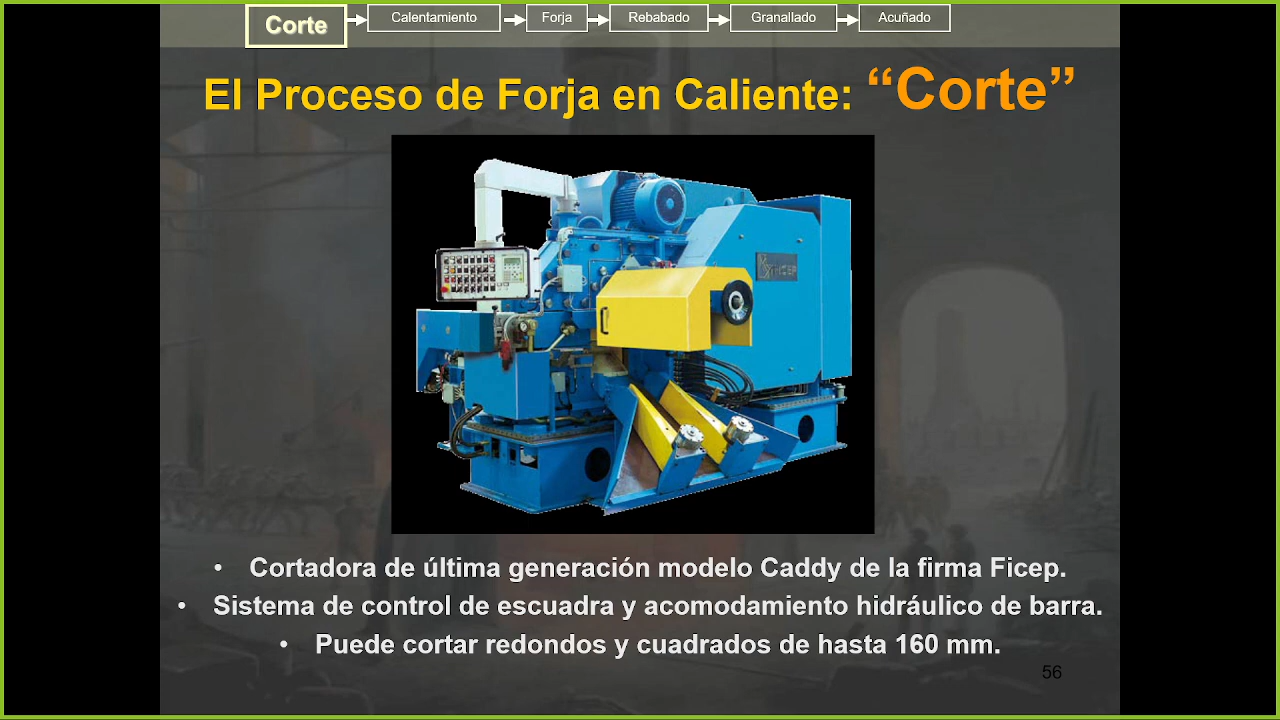 Corte
Calentamiento
Forja
Rebabado
Granallado
Acuñado
El Proceso de Forja en Caliente: “Corte”
FICEP
• Cortadora de última generación modelo Caddy de la firma Ficep.
• Sistema de control de escuadra y acomodamiento hidráulico de barra.
• Puede cortar redondos y cuadrados de hasta 160 mm.
56